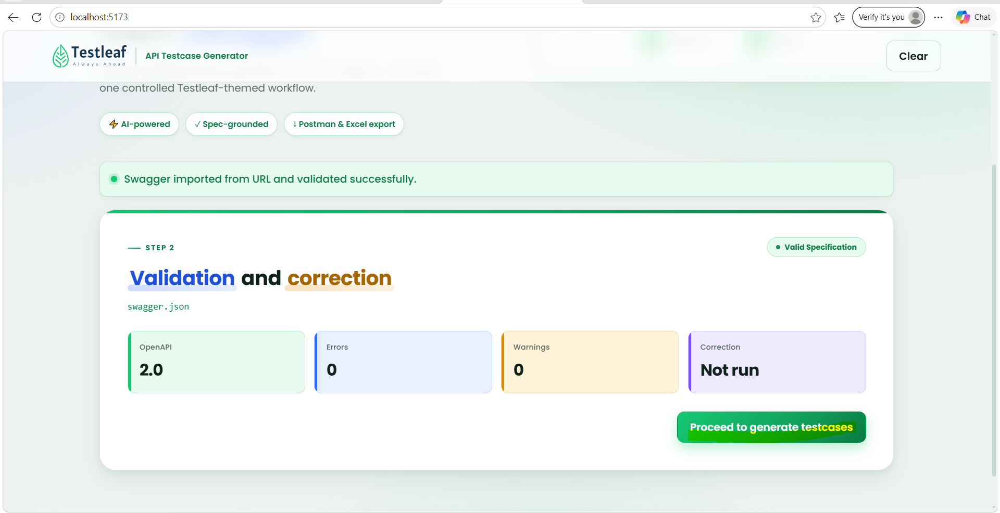 localhost:5173
Verify it's you
Chat
Testleaf
Always Ahead
API Testcase Generator
Clear
one controlled Testleaf-themed workflow.
⚡ AI-powered
✓ Spec-grounded
↓ Postman & Excel export
Swagger imported from URL and validated successfully.
STEP 2
Valid Specification
Validation and correction
swagger.json
OpenAPI
2.0
Errors
0
Warnings
0
Correction
Not run
Proceed to generate testcases